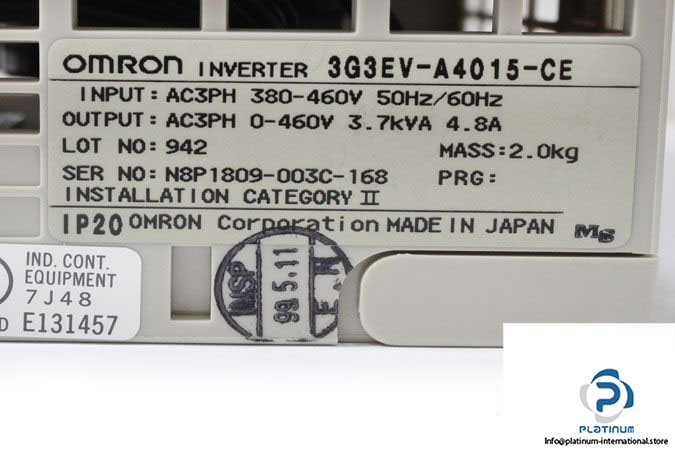 OMRON INVERTER 3G3EV-A4015-CE
INPUT: AC3PH 380-460V 50Hz/60Hz
OUTPUT: AC3PH 0-460V 3.7kVA 4.8A
LOT NO: 942 MASS: 2.0kg
SER NO: N8P1809-003C-168 PRG:
INSTALLATION CATEGORY II
IP20 OMRON Corporation MADE IN JAPAN
IND. CONT.
EQUIPMENT
7J48
D E131457
INSP
99.5.11
P
PLATINUM
Info@platinum-international.store